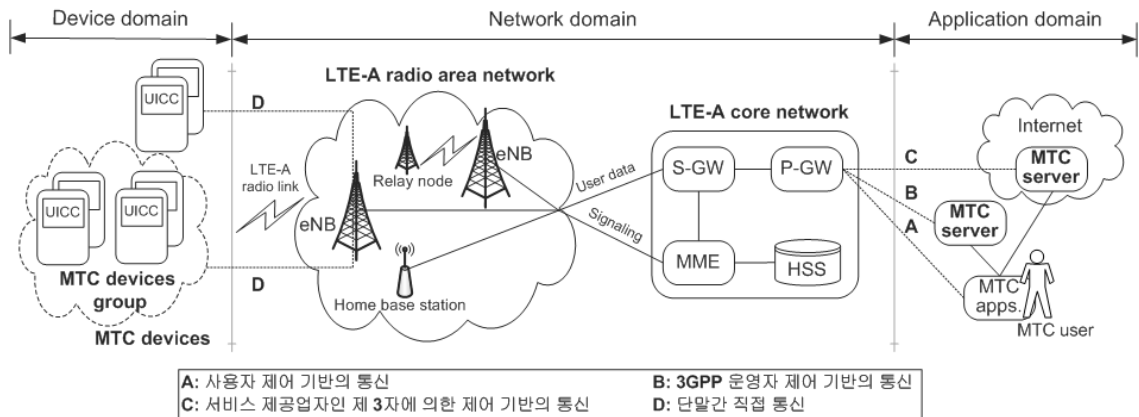 Device domain
Network domain
Application domain
LTE-A radio area network
UICC
D
LTE-A core network
Internet
eNB
LTE-A
radio link
Relay node
User data
S-GW
P-GW
C
MTC
server
UICC
UICC
eNB
Signaling
B
MTC
server
A
MTC devices
group
D
Home base station
MME
HSS
MTC
apps.
MTC user
MTC devices
A: 사용자 제어 기반의 통신
B: 3GPP 운영자 제어 기반의 통신
C: 서비스 제공업자인 제 3자에 의한 제어 기반의 통신
D: 단말간 직접 통신